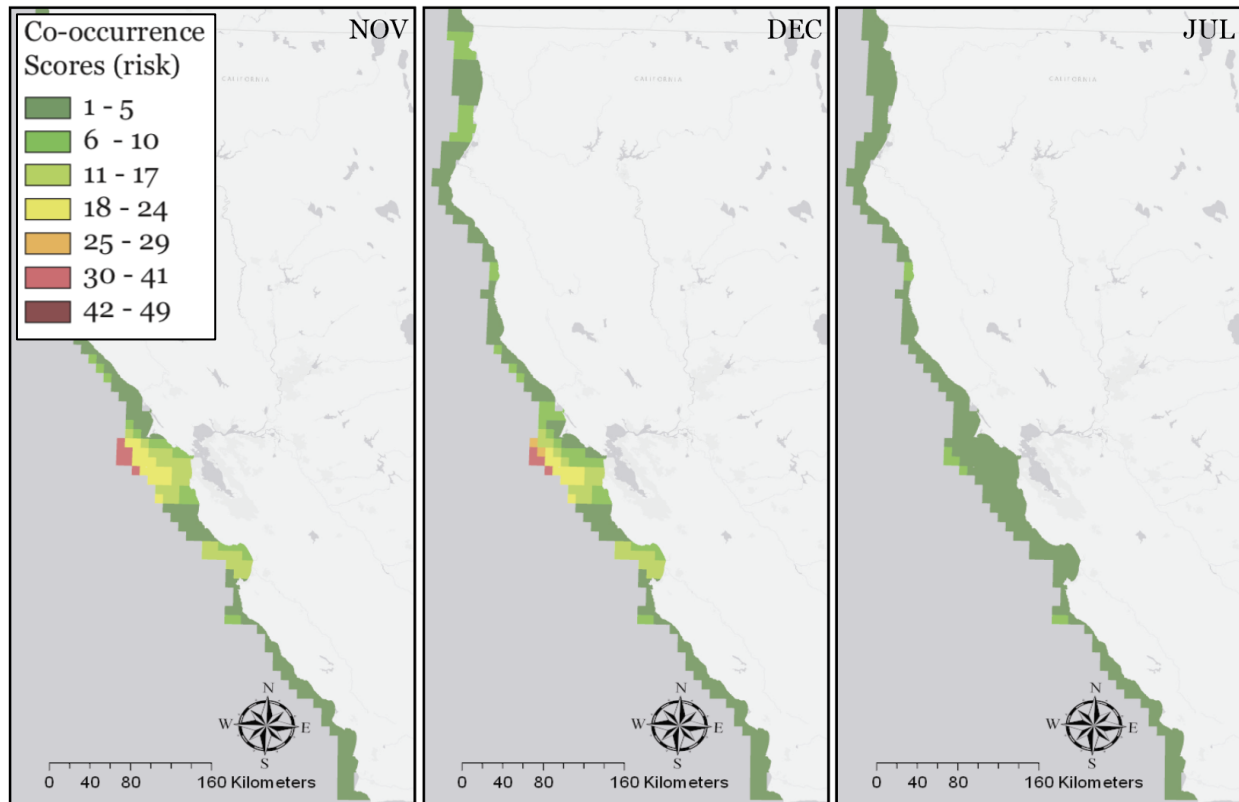 Co-occurrence
Scores (risk)
1 - 5
6 - 10
11 - 17
18 - 24
25 - 29
30 - 41
42 - 49
NOV
N
W E
S
0 40 80 160 Kilometers
DEC
CALIFORNIA
N
W E
S
0 40 80 160 Kilometers
JUL
CALIFORNIA
N
W E
S
0 40 80 160 Kilometers